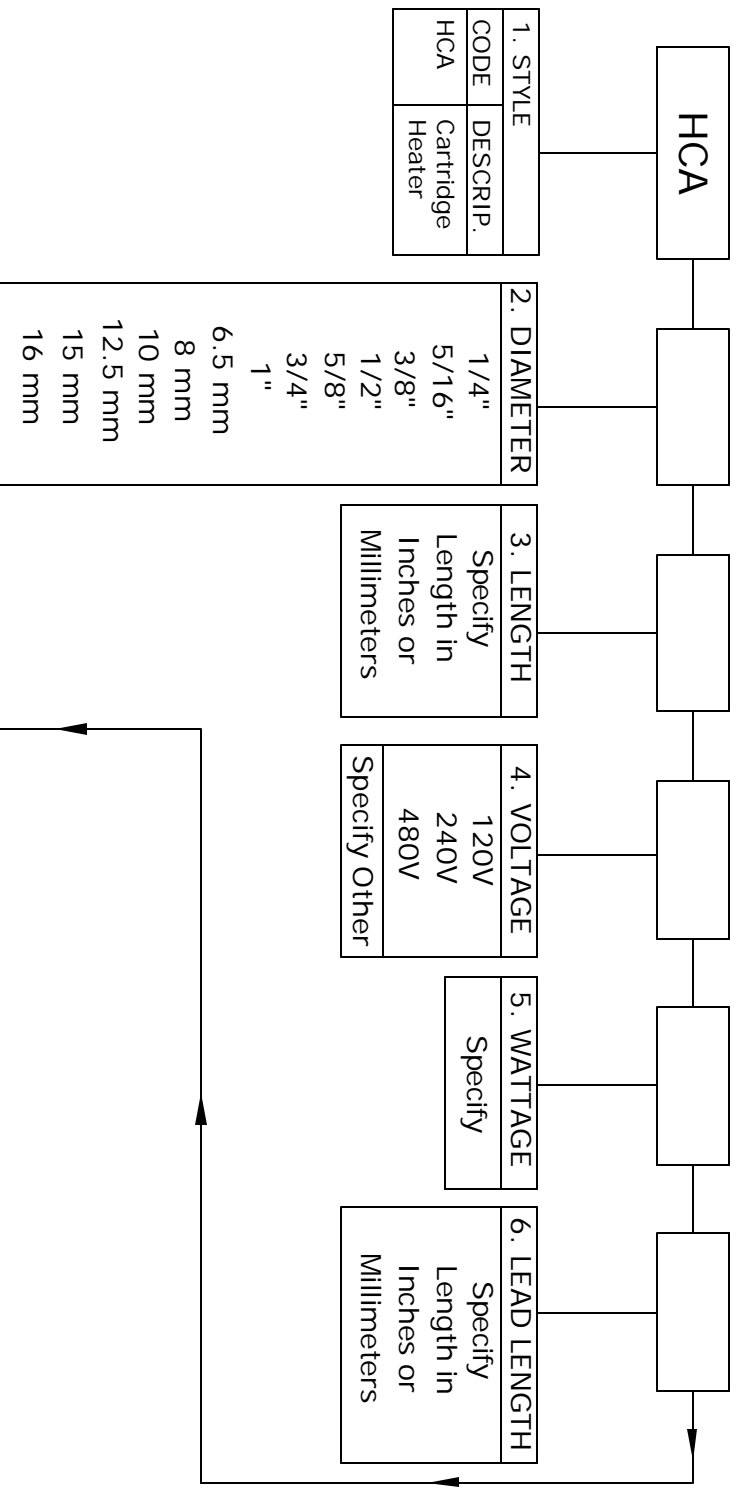 HCA
1. STYLE
CODE DESCRIP.
HCA Cartridge
Heater
2. DIAMETER
1/4"
5/16"
3/8"
1/2"
5/8"
3/4"
1"
6.5 mm
8 mm
10 mm
12.5 mm
15 mm
16 mm
3. LENGTH
Specify
Length in
Inches or
Millimeters
4. VOLTAGE
120V
240V
480V
Specify Other
5. WATTAGE
Specify
6. LEAD LENGTH
Specify
Length in
Inches or
Millimeters